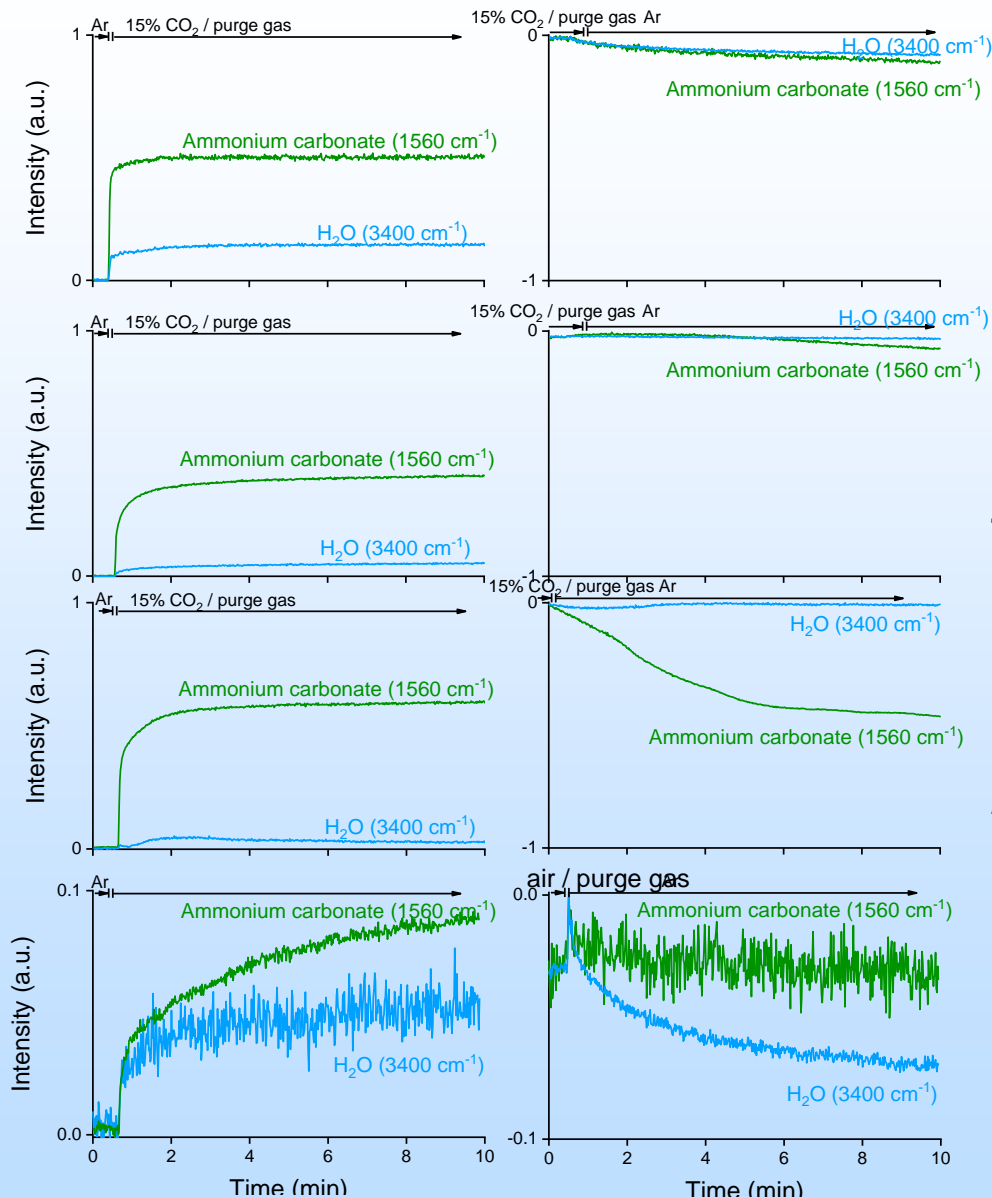 Ar 15% CO₂ / purge gas
1
Ammonium carbonate (1560 cm⁻¹)
H₂O (3400 cm⁻¹)
0
Intensity (a.u.)
15% CO₂ / purge gas Ar
0
H₂O (3400 cm⁻¹)
Ammonium carbonate (1560 cm⁻¹)
-1
Ar 15% CO₂ / purge gas
1
Ammonium carbonate (1560 cm⁻¹)
H₂O (3400 cm⁻¹)
0
Intensity (a.u.)
15% CO₂ / purge gas Ar
0
H₂O (3400 cm⁻¹)
Ammonium carbonate (1560 cm⁻¹)
-1
Ar 15% CO₂ / purge gas
1
Ammonium carbonate (1560 cm⁻¹)
H₂O (3400 cm⁻¹)
0
Intensity (a.u.)
15% CO₂ / purge gas Ar
0
H₂O (3400 cm⁻¹)
Ammonium carbonate (1560 cm⁻¹)
-1
Ar
0.1
Ammonium carbonate (1560 cm⁻¹)
H₂O (3400 cm⁻¹)
0.0
Intensity (a.u.)
0 2 4 6 8 10
Time (min)
air / purge gas
Ar
0.0
Ammonium carbonate (1560 cm⁻¹)
H₂O (3400 cm⁻¹)
-0.1
0 2 4 6 8 10
Time (min)